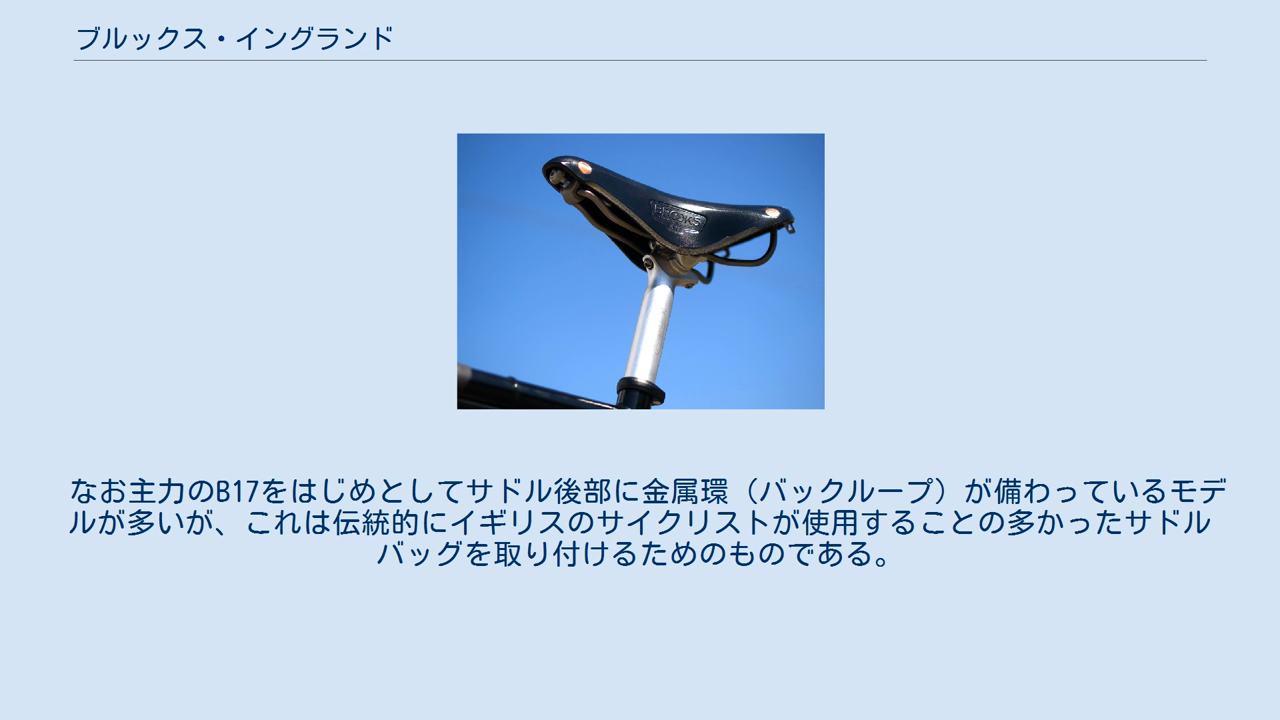 ブルックス・イングランド
BROOKS
なお主力のB17をはじめとしてサドル後部に金属環（バックループ）が備わっているモデ
ルが多いが、これは伝統的にイギリスのサイクリストが使用することの多かったサドル
バッグを取り付けるためのものである。